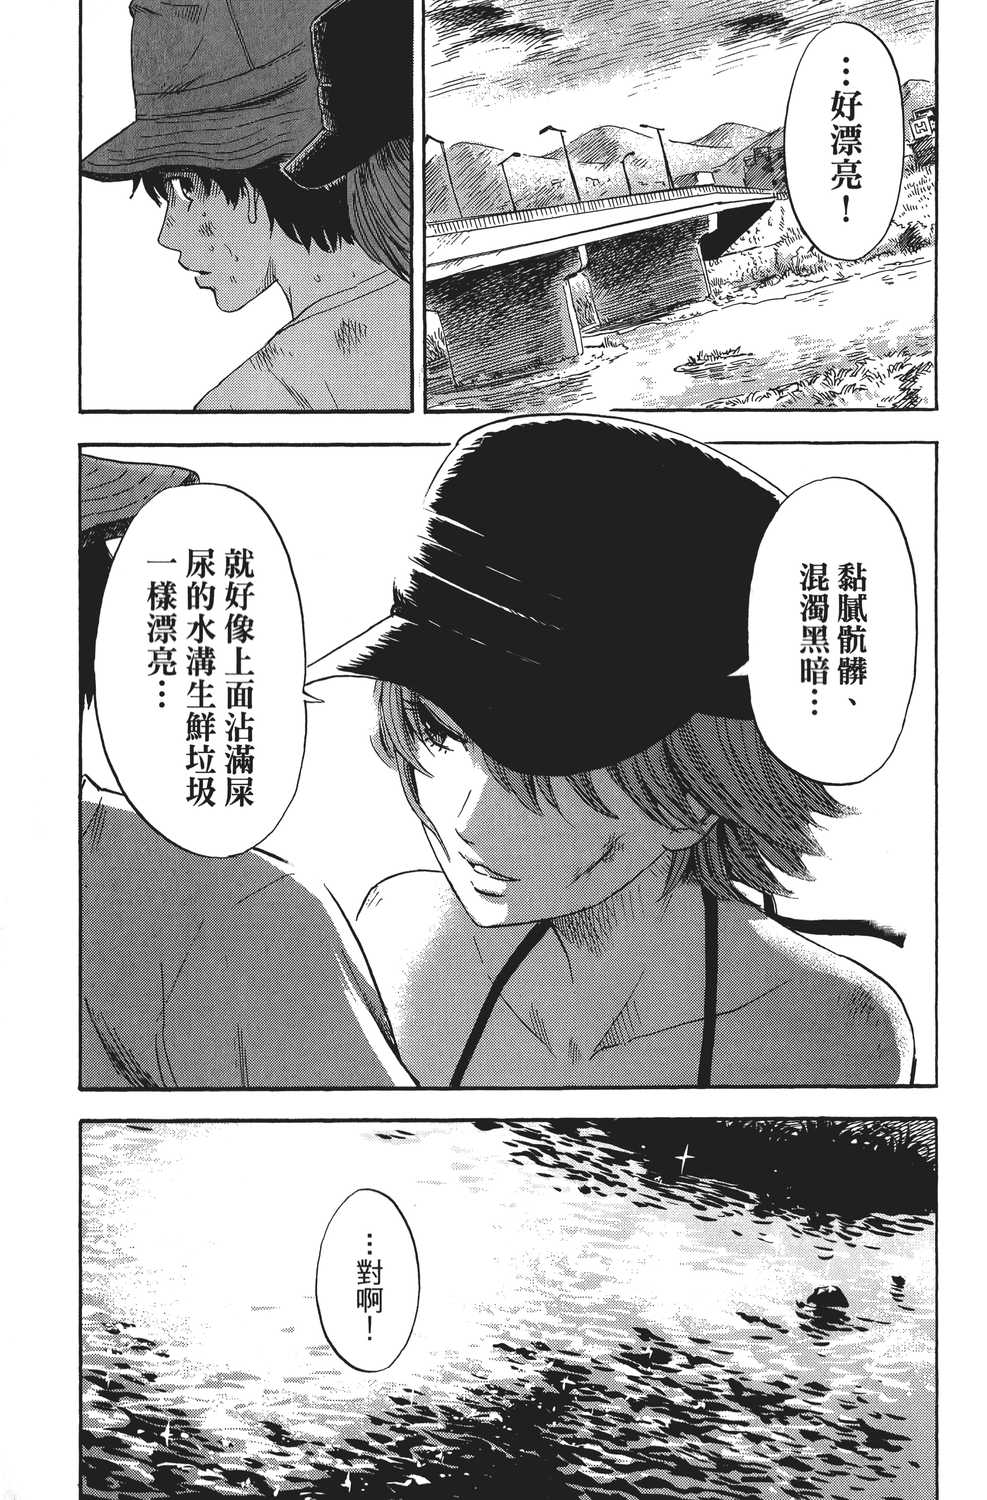 …好漂亮！
黏膩骯髒、
混濁黑暗…
就好像上面沾滿屎
尿的水溝生鮮垃圾
一樣漂亮…
…對啊！